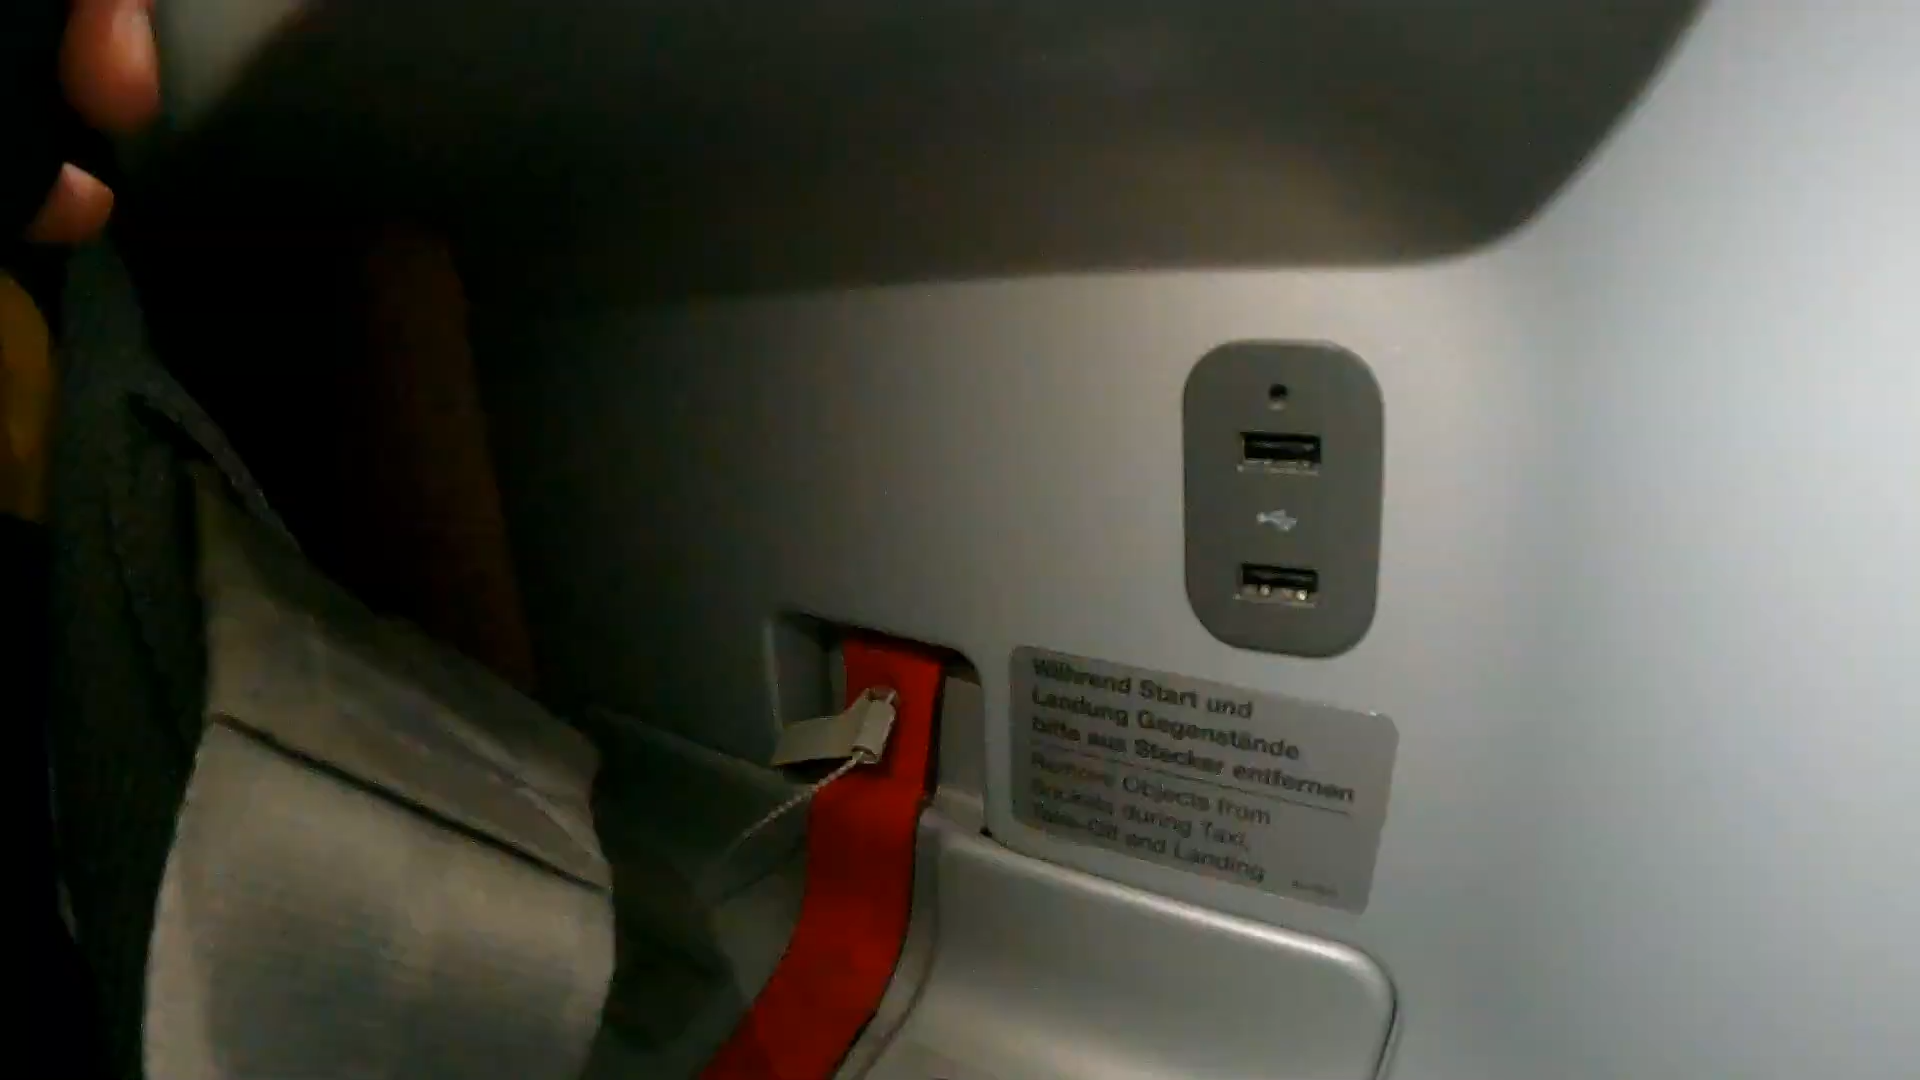 Während Start und
Landung Gegenstände
bitte aus Stecker entfernen
Remove Objects from
Sockets during Taxi,
Take-Off and Landing